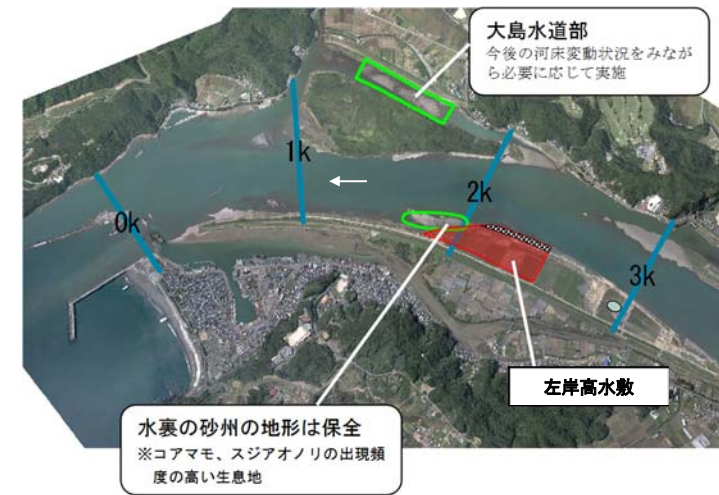 大島水道部
今後の河床変動状況をみなが
ら必要に応じて実施
1k
2k
0k
3k
左岸高水敷
水裏の砂州の地形は保全
※コアマモ、スジアオノリの出現頻
度の高い生息地